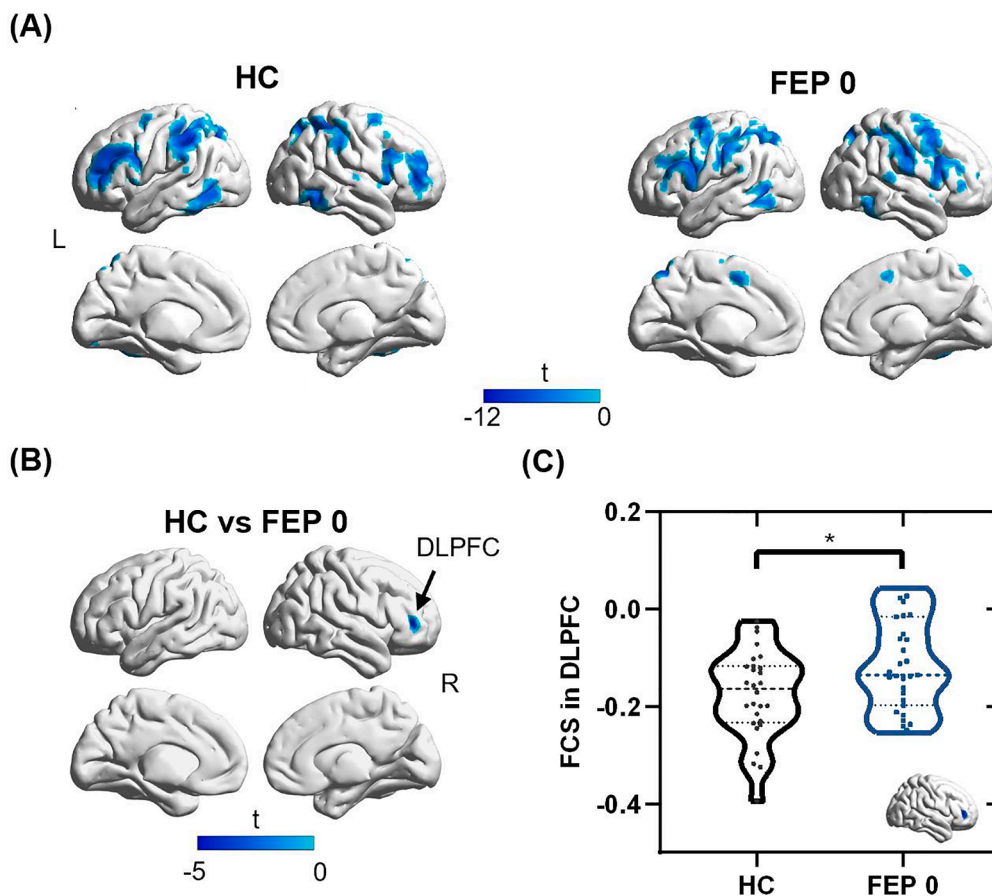 (A)
HC
FEP 0
L
t
-12 0
(B)
HC vs FEP 0
DLPFC
R
t
-5 0
(C)
FCS in DLPFC
0.2
0.0
-0.2
-0.4
*
HC
FEP 0